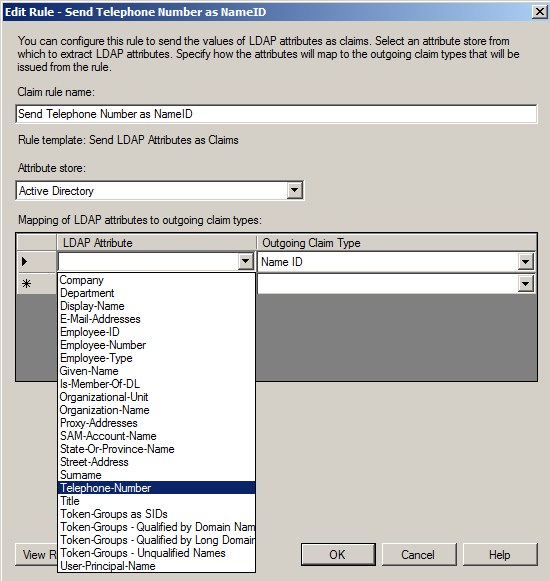 Edit Rule - Send Telephone Number as NameID
You can configure this rule to send the values of LDAP attributes as claims. Select an attribute store from
which to extract LDAP attributes. Specify how the attributes will map to the outgoing claim types that will be
issued from the rule.
Claim rule name:
Send Telephone Number as NameID
Rule template: Send LDAP Attributes as Claims
Attribute store:
Active Directory
Mapping of LDAP attributes to outgoing claim types:
LDAP Attribute Outgoing Claim Type
Name ID
Company
Department
Display-Name
E-Mail-Addresses
Employee-ID
Employee-Number
Employee-Type
Given-Name
Is-Member-Of-DL
Organizational-Unit
Organization-Name
Proxy-Addresses
SAM-Account-Name
State-Or-Province-Name
Street-Address
Surname
Telephone-Number
Title
Token-Groups as SIDs
Token-Groups - Qualified by Domain Nam
Token-Groups - Qualified by Long Domain
Token-Groups - Unqualified Names
User-Principal-Name
View R OK Cancel Help